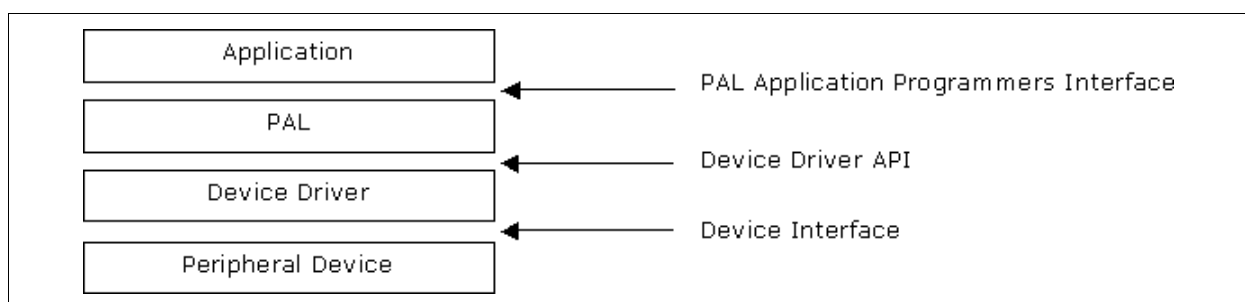 Application
PAL Application Programmers Interface
PAL
Device Driver API
Device Driver
Device Interface
Peripheral Device